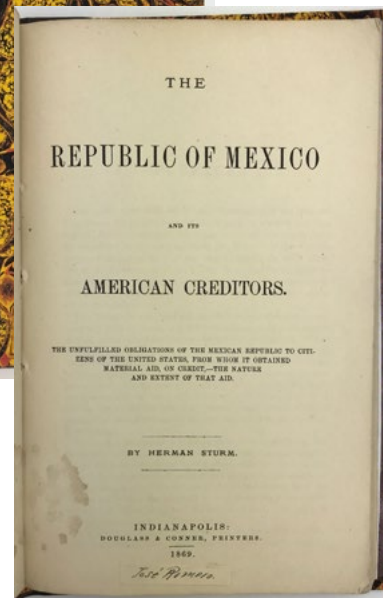 THE
REPUBLIC OF MEXICO
AND ITS
AMERICAN CREDITORS.
THE UNFULFILLED OBLIGATIONS OF THE MEXICAN REPUBLIC TO CITI-
ZENS OF THE UNITED STATES, FROM WHOM IT OBTAINED
MATERIAL AID, ON CREDIT,—THE NATURE
AND EXTENT OF THAT AID.
BY HERMAN STURM.
INDIANAPOLIS:
DOUGLASS & CONNER, PRINTERS.
1869.
José Romero.